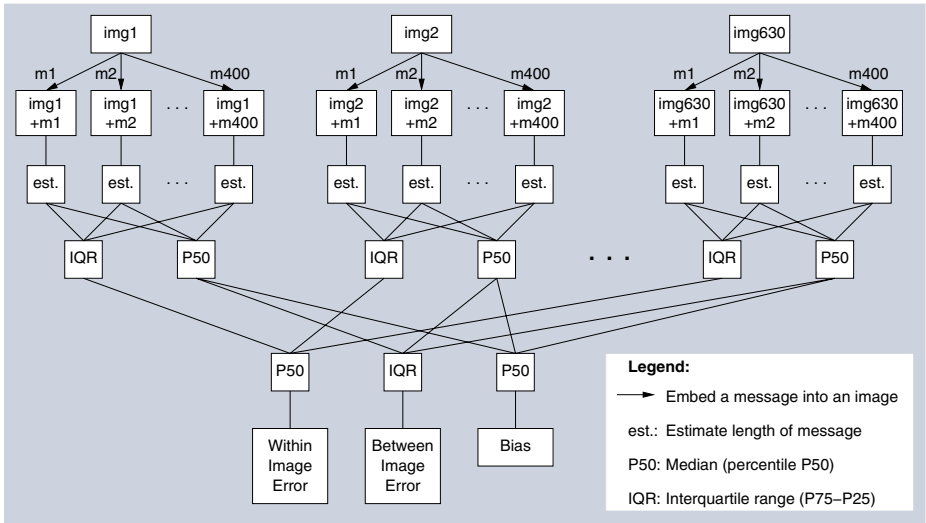 img1 img2 img630
m1 m2 m400 m1 m2 m400 m1 m2 m400
img1 img1 . . . img1 img2 img2 . . . img2 img630 img630 . . . img630
+m1 +m2 +m400 +m1 +m2 +m400 +m1 +m2 +m400
est. est. . . . est. est. est. . . . est. est. est. . . . est.
IQR P50 IQR P50 . . . IQR P50
P50 IQR P50
Within
Image
Error
Between
Image
Error
Bias
Legend:
Embed a message into an image
est.: Estimate length of message
P50: Median (percentile P50)
IQR: Interquartile range (P75–P25)